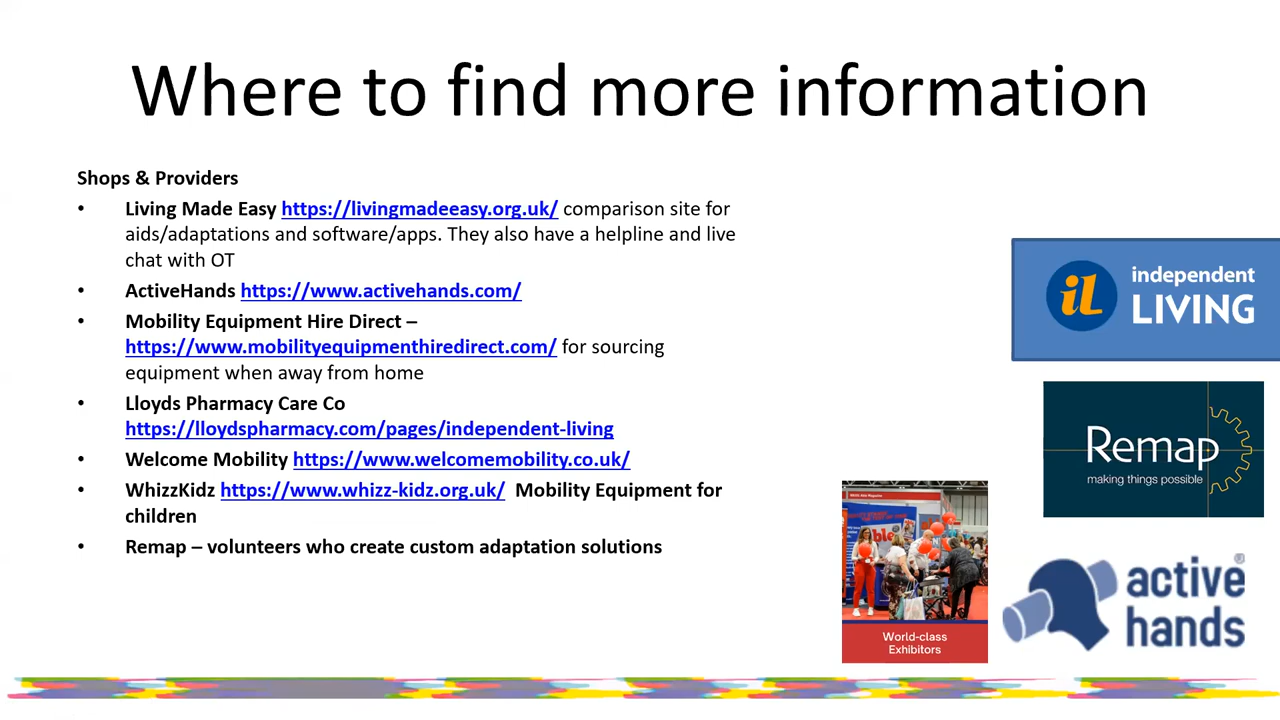 Where to find more information
Shops & Providers
• Living Made Easy https://livingmadeeasy.org.uk/ comparison site for
aids/adaptations and software/apps. They also have a helpline and live
chat with OT
• ActiveHands https://www.activehands.com/
• Mobility Equipment Hire Direct –
https://www.mobilityequipmenthiredirect.com/ for sourcing
equipment when away from home
• Lloyds Pharmacy Care Co
https://lloydspharmacy.com/pages/independent-living
• Welcome Mobility https://www.welcomemobility.co.uk/
• WhizzKidz https://www.whizz-kidz.org.uk/ Mobility Equipment for
children
• Remap – volunteers who create custom adaptation solutions
iL
independent
LIVING
Remap
making things possible
World-class
Exhibitors
active®
hands